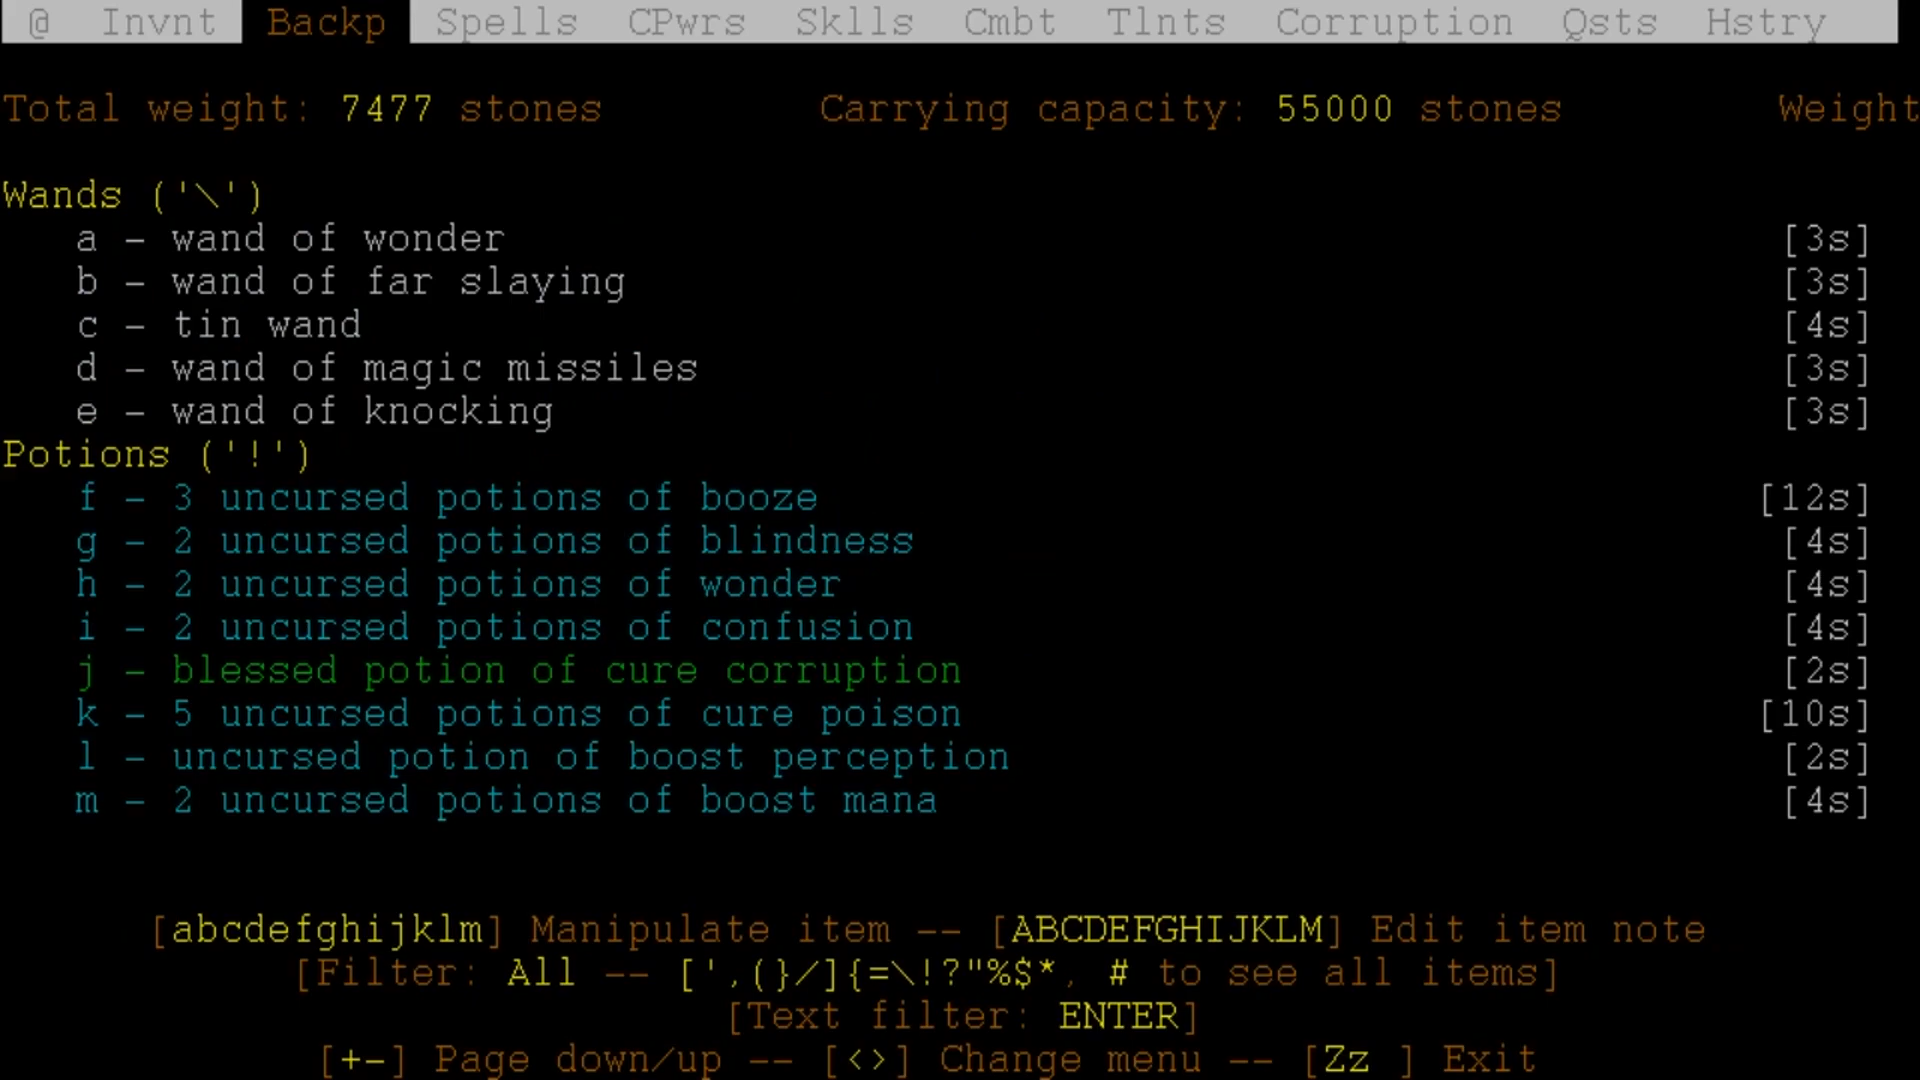 @ Invnt Backp Spells CPwrs Sklls Cmbt Tlnts Corruption Qsts Hstry
Total weight: 7477 stones Carrying capacity: 55000 stones Weight
Wands ('\')
a - wand of wonder [3s]
b - wand of far slaying [3s]
c - tin wand [4s]
d - wand of magic missiles [3s]
e - wand of knocking [3s]
Potions ('!')
f - 3 uncursed potions of booze [12s]
g - 2 uncursed potions of blindness [4s]
h - 2 uncursed potions of wonder [4s]
i - 2 uncursed potions of confusion [4s]
j - blessed potion of cure corruption [2s]
k - 5 uncursed potions of cure poison [10s]
l - uncursed potion of boost perception [2s]
m - 2 uncursed potions of boost mana [4s]
[abcdefghijklm] Manipulate item -- [ABCDEFGHIJKLM] Edit item note
[Filter: All -- [',(}/]{=\!?"%$*, # to see all items]
[Text filter: ENTER]
[+-] Page down/up -- [<>] Change menu -- [Zz ] Exit